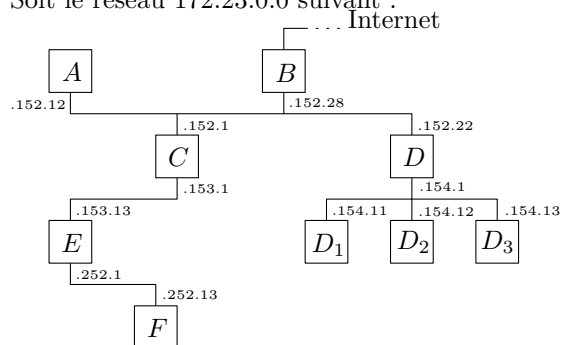 Soit le réseau 172.23.0.0 suivant :
Internet
A
B
.152.12
.152.28
.152.1
.152.22
C
D
.153.1
.154.1
.153.13
.154.11
.154.12
.154.13
E
D1
D2
D3
.252.1
.252.13
F